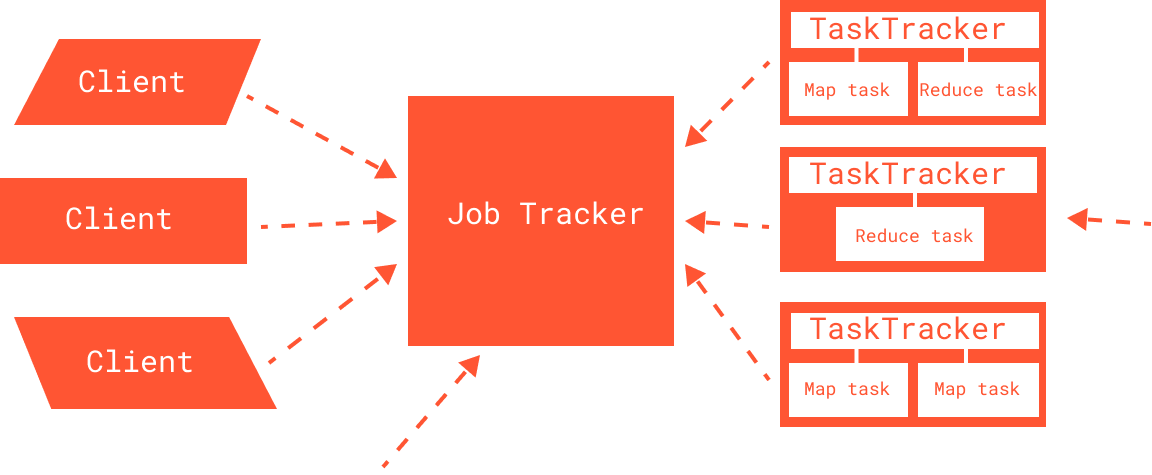 Client
Client
Client
Job Tracker
TaskTracker
Map task
Reduce task
TaskTracker
Reduce task
TaskTracker
Map task
Map task